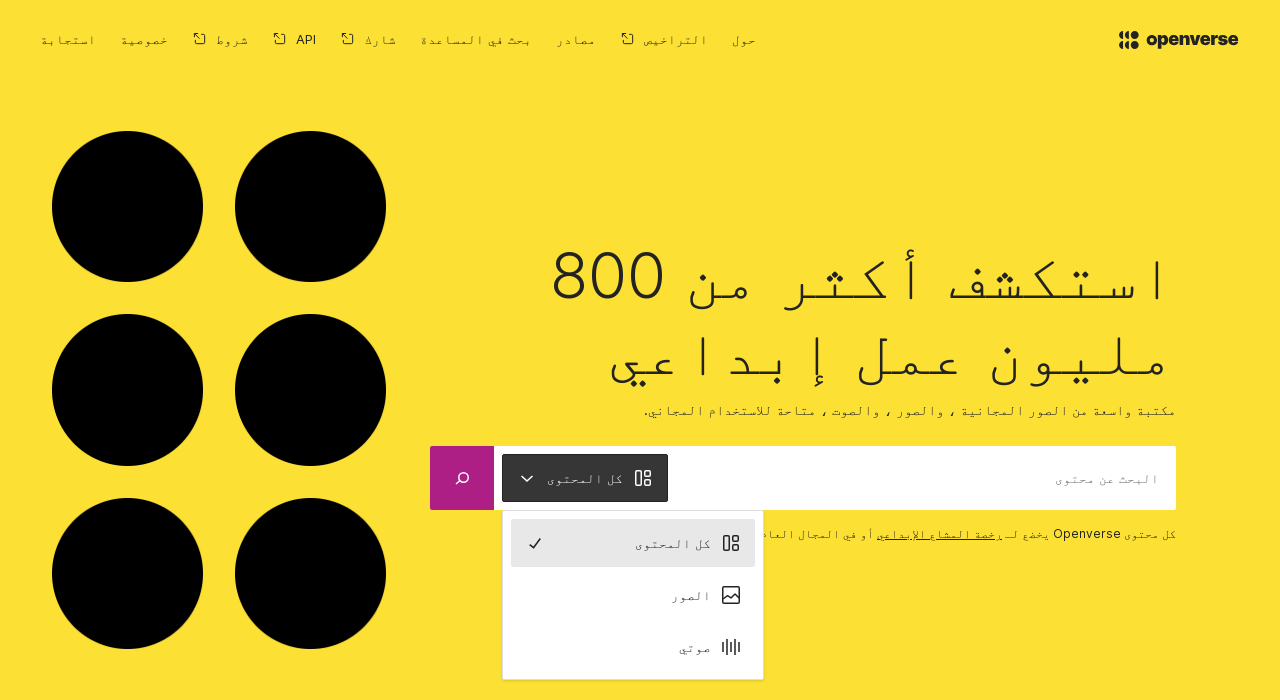 openverse
حول
التراخيص
مصادر
بحث في المساعدة
شارك
API
شروط
خصوصية
استجابة
استكشف أكثر من 800
مليون عمل إبداعي
مكتبة واسعة من الصور المجانية ، والصور ، والصوت ، متاحة للاستخدام المجاني.
البحث عن محتوى
كل المحتوى
كل محتوى Openverse يخضع لـ رخصة المشاع الإبداعي أو في المجال العام
كل المحتوى
الصور
صوتي